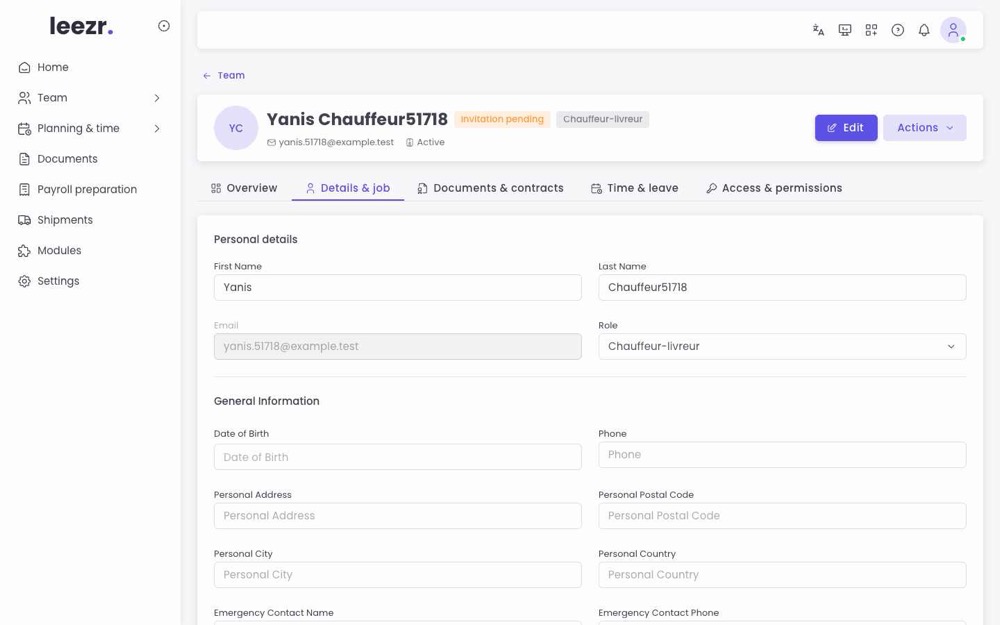 leezr.
Home
Team
Planning & time
Documents
Payroll preparation
Shipments
Modules
Settings
Team
YC
Yanis Chauffeur51718
Invitation pending
Chauffeur-livreur
yanis.51718@example.test
Active
Edit
Actions
Overview
Details & job
Documents & contracts
Time & leave
Access & permissions
Personal details
First Name
Last Name
Yanis
Chauffeur51718
Email
Role
yanis.51718@example.test
Chauffeur-livreur
General Information
Date of Birth
Phone
Date of Birth
Phone
Personal Address
Personal Postal Code
Personal Address
Personal Postal Code
Personal City
Personal Country
Personal City
Personal Country
Emergency Contact Name
Emergency Contact Phone